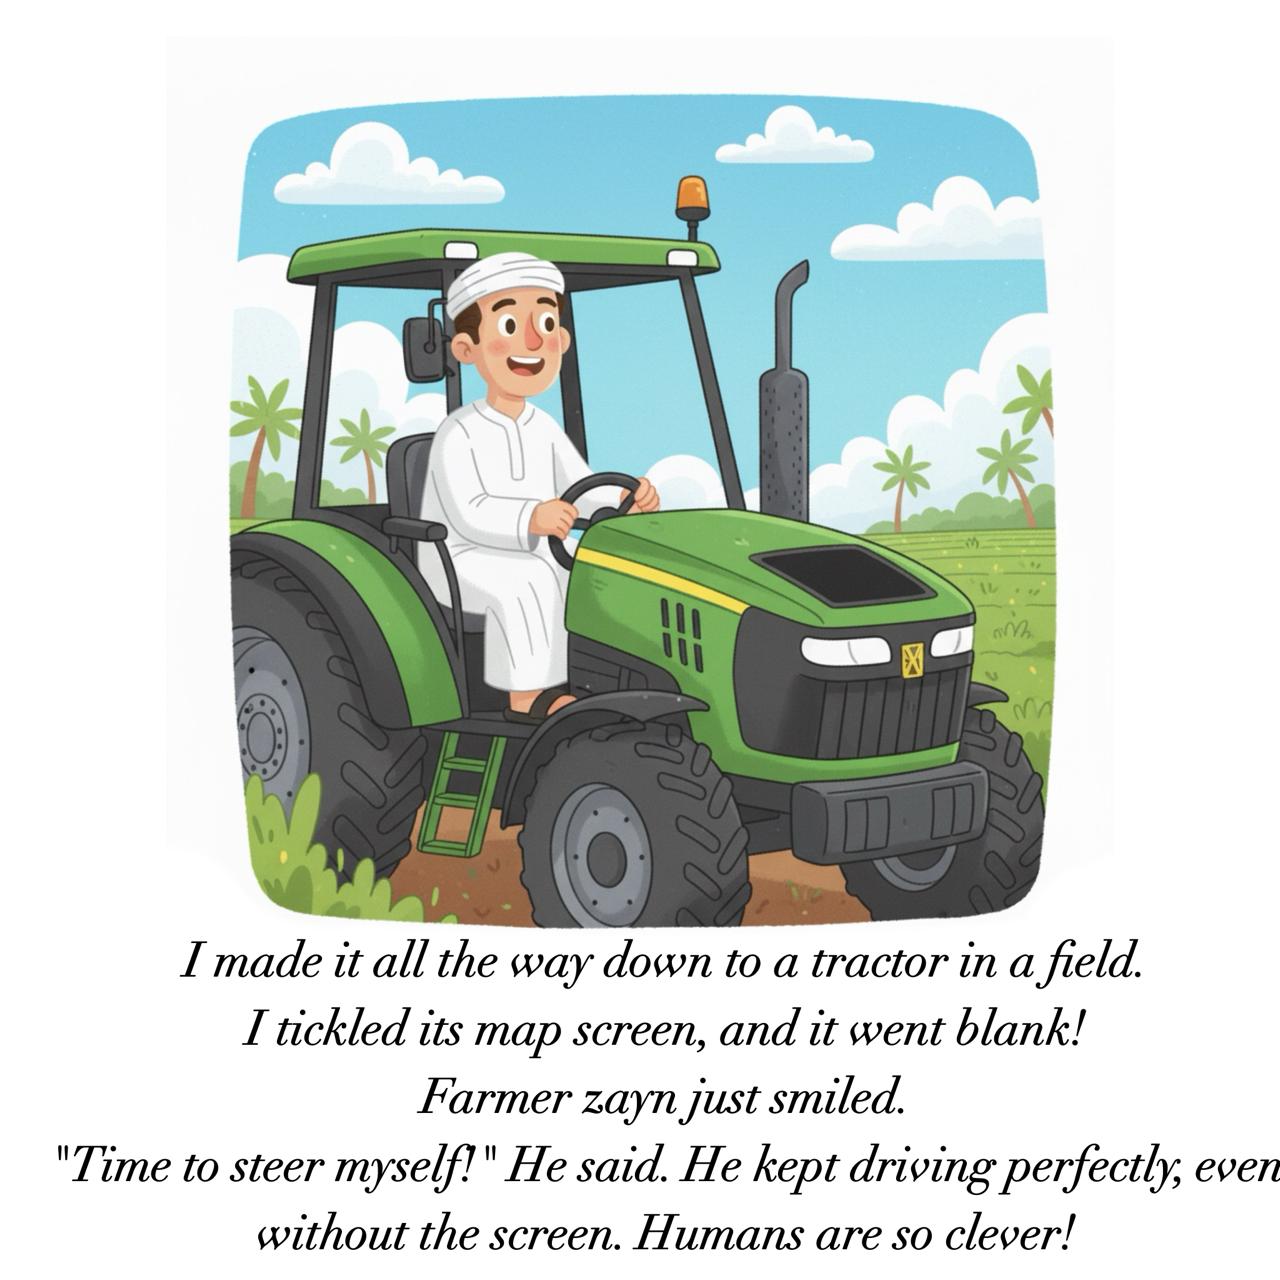 I made it all the way down to a tractor in a field.
I tickled its map screen, and it went blank!
Farmer zayn just smiled.
"Time to steer myself!" He said. He kept driving perfectly, even
without the screen. Humans are so clever!